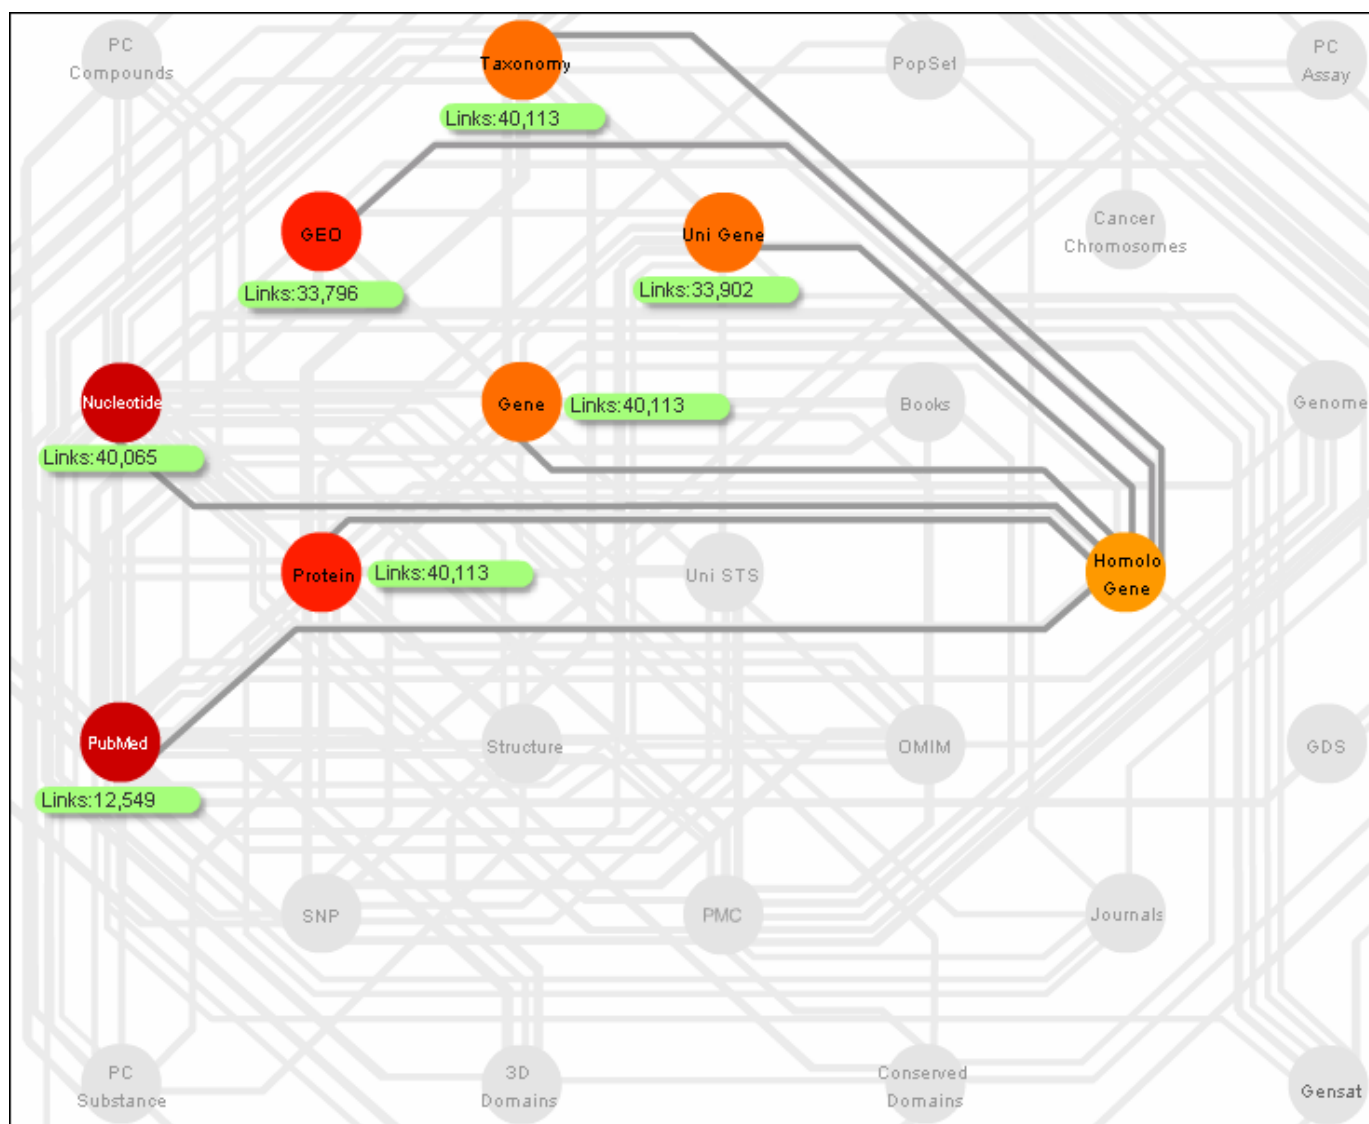 PC
Compounds
Taxonomy
PopSet
PC
Assay
Links:40,113
GEO
Uni Gene
Cancer
Chromosomes
Links:33,796
Links:33,902
Nucleotide
Gene
Links:40,113
Books
Genome
Links:40,065
Protein
Links:40,113
Uni STS
Homolo
Gene
PubMed
Structure
OMIM
GDS
Links:12,549
SNP
PMC
Journals
PC
Substance
3D
Domains
Conserved
Domains
Gensat